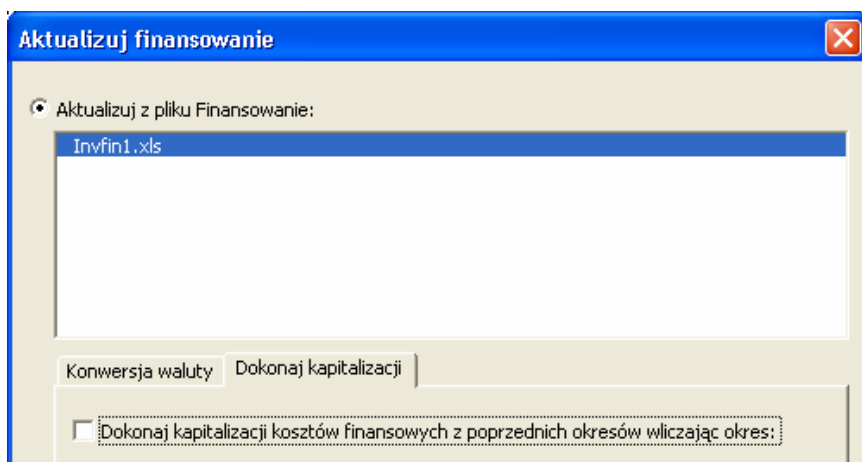 Aktualizuj finansowanie
Aktualizuj z pliku Finansowanie:
Invfin1.xls
Konwersja waluty Dokonaj kapitalizacji
Dokonaj kapitalizacji kosztów finansowych z poprzednich okresów wliczając okres: